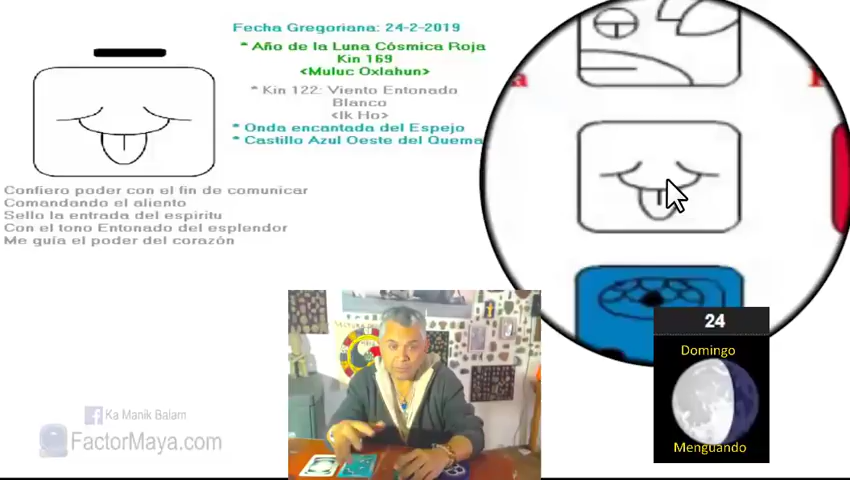 Fecha Gregoriana: 24-2-2019
* Año de la Luna Cósmica Roja
Kin 169
<Muluc Oxlahun>
* Kin 122: Viento Entonado
Blanco
<Ik Ho>
* Onda encantada del Espejo
* Castillo Azul Oeste del Quema
Confiero poder con el fin de comunicar
Comandando el aliento
Sello la entrada del espiritu
Con el tono Entonado del esplendor
Me guía el poder del corazón
24
Domingo
Menguando
Ka Manik Balam
FactorMaya.com